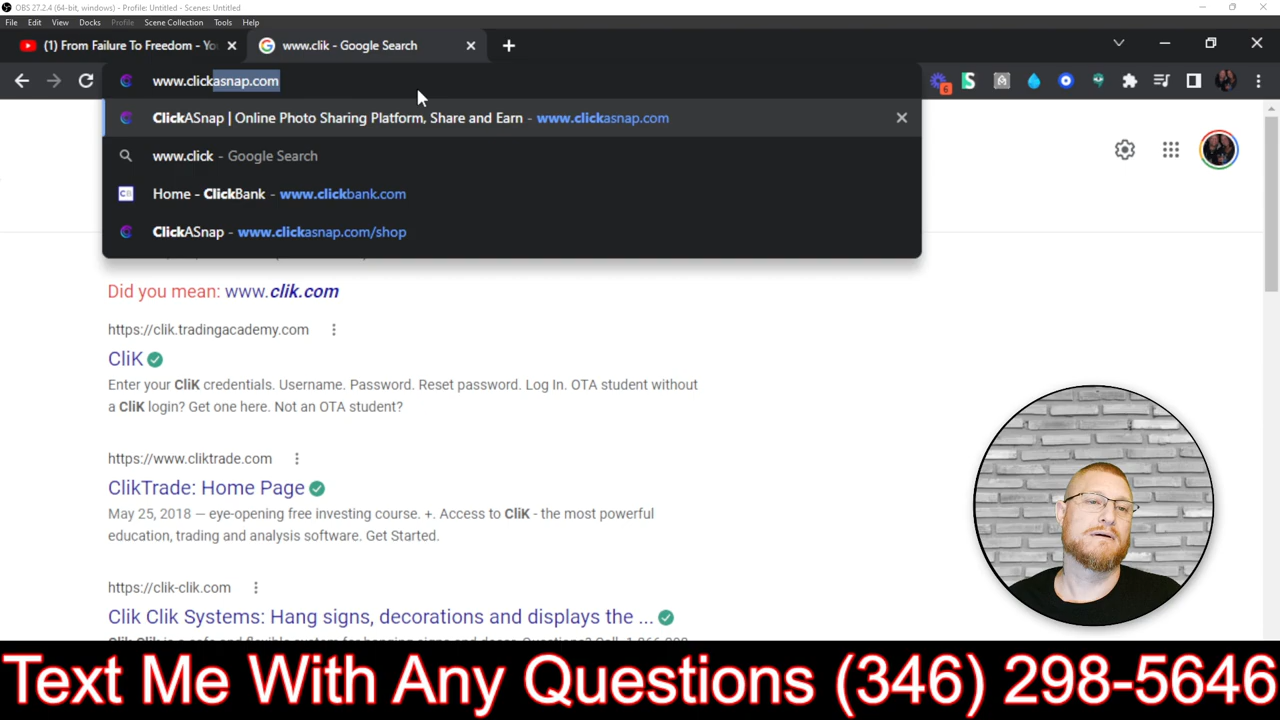 OBS 27.2.4 (64-bit, windows) - Profile: Untitled - Scenes: Untitled
File Edit View Docks Profile Scene Collection Tools Help
(1) From Failure To Freedom - Yo
www.clik - Google Search
www.clickasnap.com
6
ClickASnap | Online Photo Sharing Platform, Share and Earn - www.clickasnap.com
www.click - Google Search
CB Home - ClickBank - www.clickbank.com
ClickASnap - www.clickasnap.com/shop
Did you mean: www.clik.com
https://clik.tradingacademy.com
CliK
Enter your CliK credentials. Username. Password. Reset password. Log In. OTA student without
a CliK login? Get one here. Not an OTA student?
https://www.cliktrade.com
ClikTrade: Home Page
May 25, 2018 — eye-opening free investing course. +. Access to CliK - the most powerful
education, trading and analysis software. Get Started.
https://clik-clik.com
Clik Clik Systems: Hang signs, decorations and displays the ...
Text Me With Any Questions (346) 298-5646